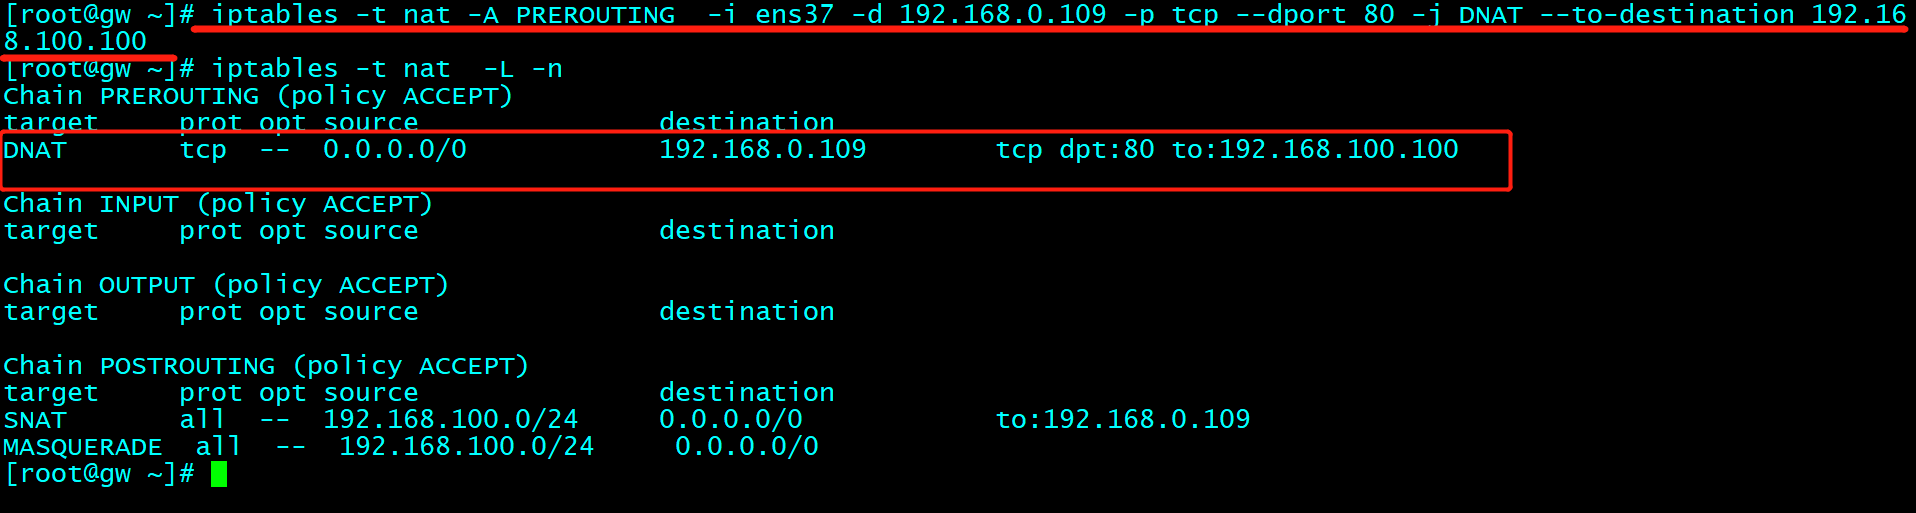 [root@gw ~]# iptables -t nat -A PREROUTING  -i ens37 -d 192.168.0.109 -p tcp --dport 80 -j DNAT --to-destination 192.16
8.100.100
[root@gw ~]# iptables -t nat  -L -n
Chain PREROUTING (policy ACCEPT)
target     prot opt source               destination
DNAT       tcp  --  0.0.0.0/0            192.168.0.109        tcp dpt:80 to:192.168.100.100
Chain INPUT (policy ACCEPT)
target     prot opt source               destination
Chain OUTPUT (policy ACCEPT)
target     prot opt source               destination
Chain POSTROUTING (policy ACCEPT)
target     prot opt source               destination
SNAT       all  --  192.168.100.0/24     0.0.0.0/0            to:192.168.0.109
MASQUERADE  all  --  192.168.100.0/24     0.0.0.0/0
[root@gw ~]#